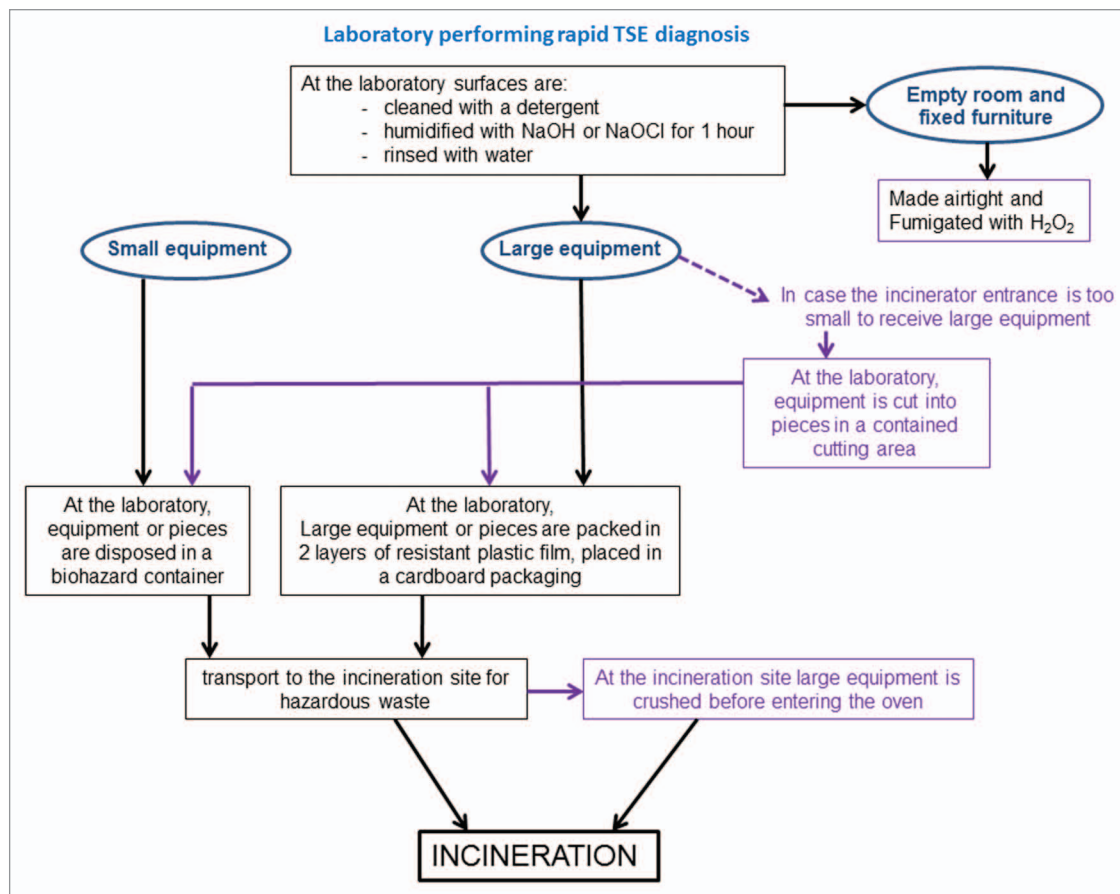 Laboratory performing rapid TSE diagnosis
At the laboratory surfaces are:
- cleaned with a detergent
- humidified with NaOH or NaOCl for 1 hour
- rinsed with water
Empty room and
fixed furniture
Made airtight and
Fumigated with H₂O₂
Small equipment
Large equipment
In case the incinerator entrance is too
small to receive large equipment
At the laboratory,
equipment is cut into
pieces in a contained
cutting area
At the laboratory,
equipment or pieces
are disposed in a
biohazard container
At the laboratory,
Large equipment or pieces are packed in
2 layers of resistant plastic film, placed in
a cardboard packaging
transport to the incineration site for
hazardous waste
At the incineration site large equipment is
crushed before entering the oven
INCINERATION